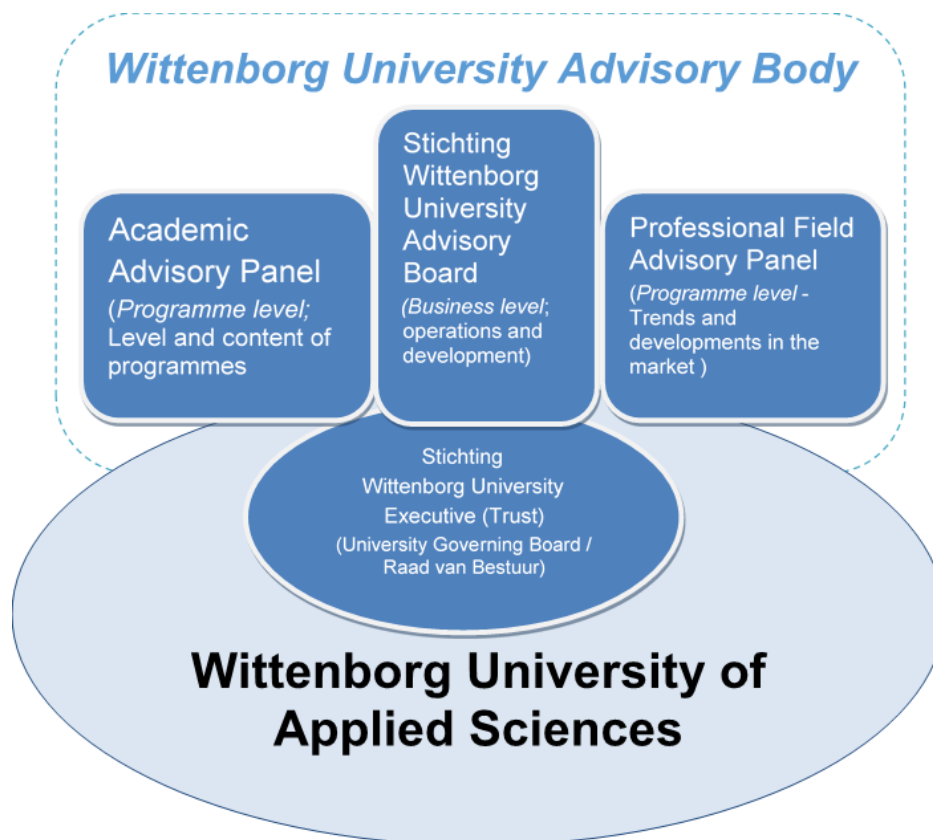 Wittenborg University Advisory Body
Academic
Advisory Panel
(Programme level;
Level and content of
programmes
Stichting
Wittenborg
University
Advisory
Board
(Business level;
operations and
development)
Professional Field
Advisory Panel
(Programme level -
Trends and
developments in the
market )
Stichting
Wittenborg University
Executive (Trust)
(University Governing Board /
Raad van Bestuur)
Wittenborg University of
Applied Sciences